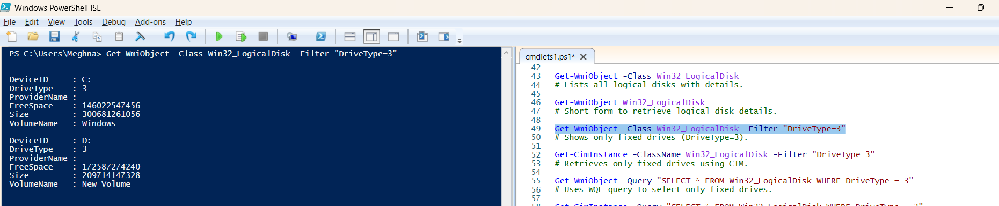 Windows PowerShell ISE
File Edit View Tools Debug Add-ons Help
PS C:\Users\Meghna> Get-WmiObject -Class Win32_LogicalDisk -Filter "DriveType=3"
DeviceID     : C:
DriveType    : 3
ProviderName :
FreeSpace    : 146022547456
Size         : 300681261056
VolumeName   : Windows
DeviceID     : D:
DriveType    : 3
ProviderName :
FreeSpace    : 172587274240
Size         : 209714147328
VolumeName   : New Volume
cmdlets1.ps1*
42
43 Get-WmiObject -Class Win32_LogicalDisk
44 # Lists all logical disks with details.
45
46 Get-WmiObject Win32_LogicalDisk
47 # Short form to retrieve logical disk details.
48
49 Get-WmiObject -Class Win32_LogicalDisk -Filter "DriveType=3"
50 # Shows only fixed drives (DriveType=3).
51
52 Get-CimInstance -ClassName Win32_LogicalDisk -Filter "DriveType=3"
53 # Retrieves only fixed drives using CIM.
54
55 Get-WmiObject -Query "SELECT * FROM Win32_LogicalDisk WHERE DriveType = 3"
56 # Uses WQL query to select only fixed drives.
57